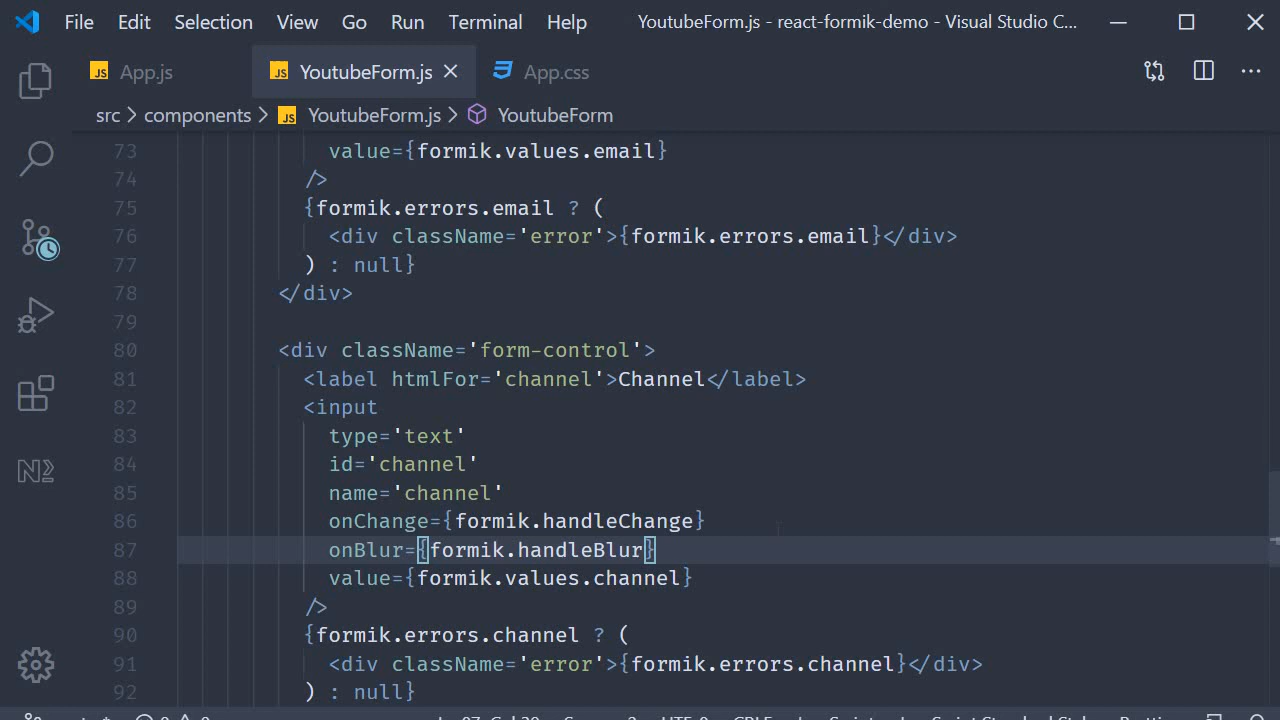 File Edit Selection View Go Run Terminal Help YoutubeForm.js - react-formik-demo - Visual Studio C...
JS App.js JS YoutubeForm.js App.css
src > components > JS YoutubeForm.js > YoutubeForm
73 value={formik.values.email}
74 />
75 {formik.errors.email ? (
76 <div className='error'>{formik.errors.email}</div>
77 ) : null}
78 </div>
79
80 <div className='form-control'>
81 <label htmlFor='channel'>Channel</label>
82 <input
83 type='text'
84 id='channel'
85 name='channel'
86 onChange={formik.handleChange}
87 onBlur={formik.handleBlur}
88 value={formik.values.channel}
89 />
90 {formik.errors.channel ? (
91 <div className='error'>{formik.errors.channel}</div>
92 ) : null}